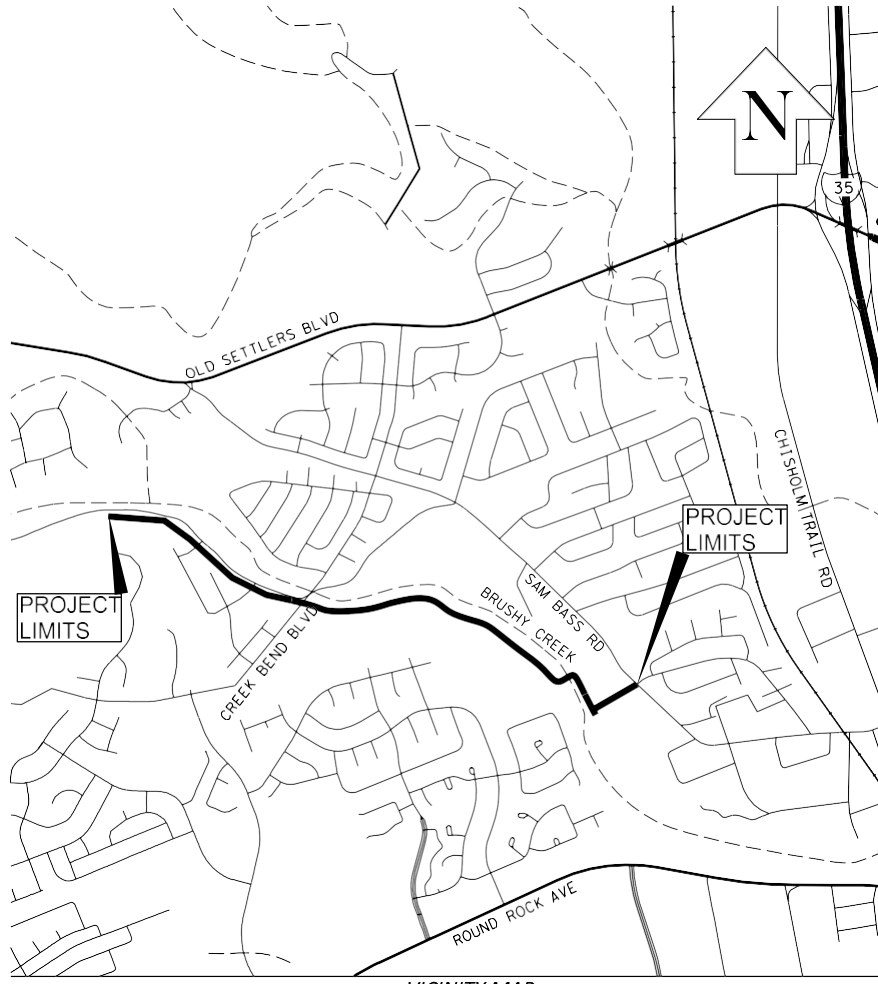 N
35
OLD SETTLERS BLVD
CHISHOLM TRAIL RD
PROJECT
LIMITS
SAM BASS RD
BRUSHY CREEK
PROJECT
LIMITS
CREEK BEND BLVD
ROUND ROCK AVE
VICINITY MAP